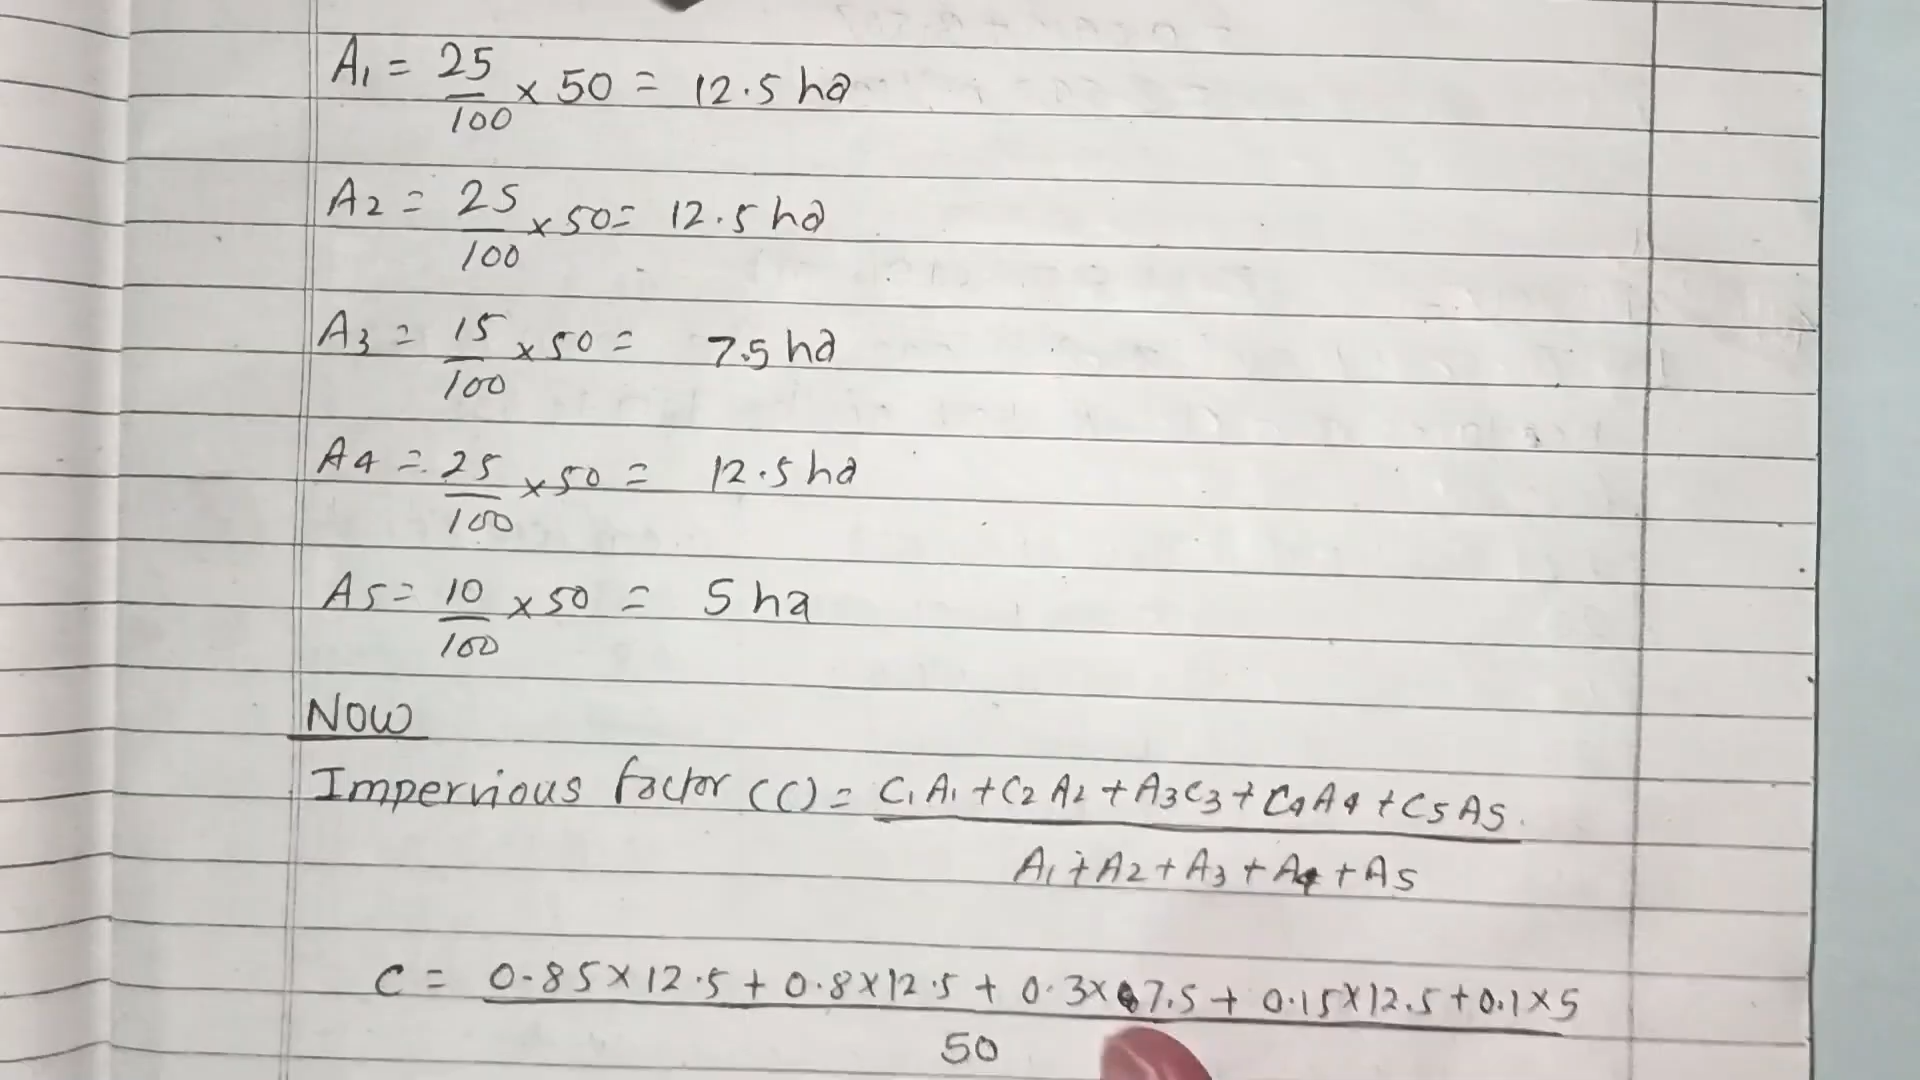 A1 = 25/100 × 50 = 12.5 ha
A2 = 25/100 × 50 = 12.5 ha
A3 = 15/100 × 50 = 7.5 ha
A4 = 25/100 × 50 = 12.5 ha
A5 = 10/100 × 50 = 5 ha
Now
Impervious factor (C) = C1A1 + C2A2 + A3C3 + C4A4 + C5A5
A1 + A2 + A3 + A4 + A5
C = 0.85×12.5 + 0.8×12.5 + 0.3×7.5 + 0.15×12.5 + 0.1×5
50